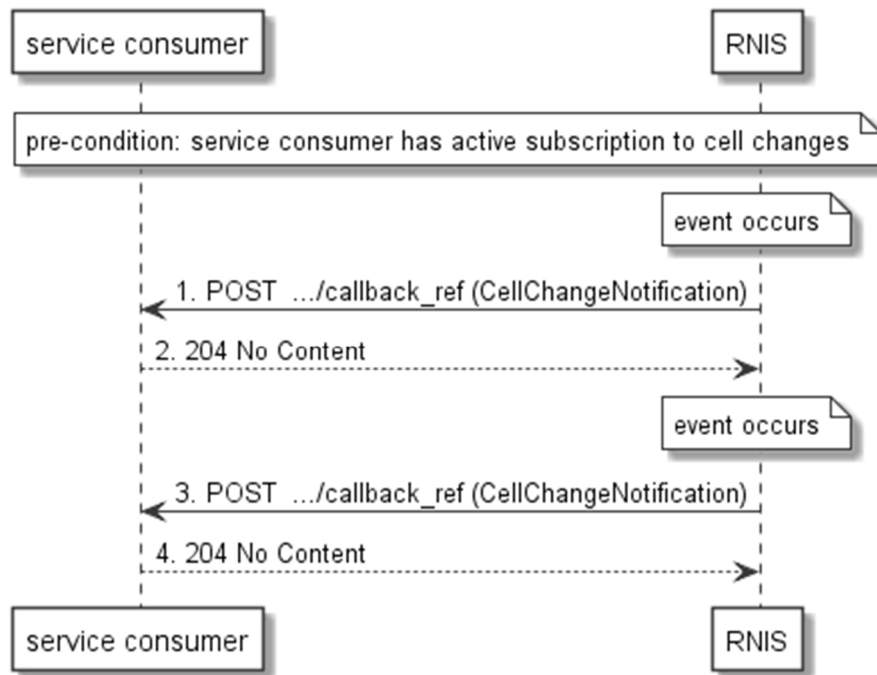 service consumer
RNIS
pre-condition: service consumer has active subscription to cell changes
event occurs
1. POST  .../callback_ref (CellChangeNotification)
2. 204 No Content
event occurs
3. POST  .../callback_ref (CellChangeNotification)
4. 204 No Content
service consumer
RNIS